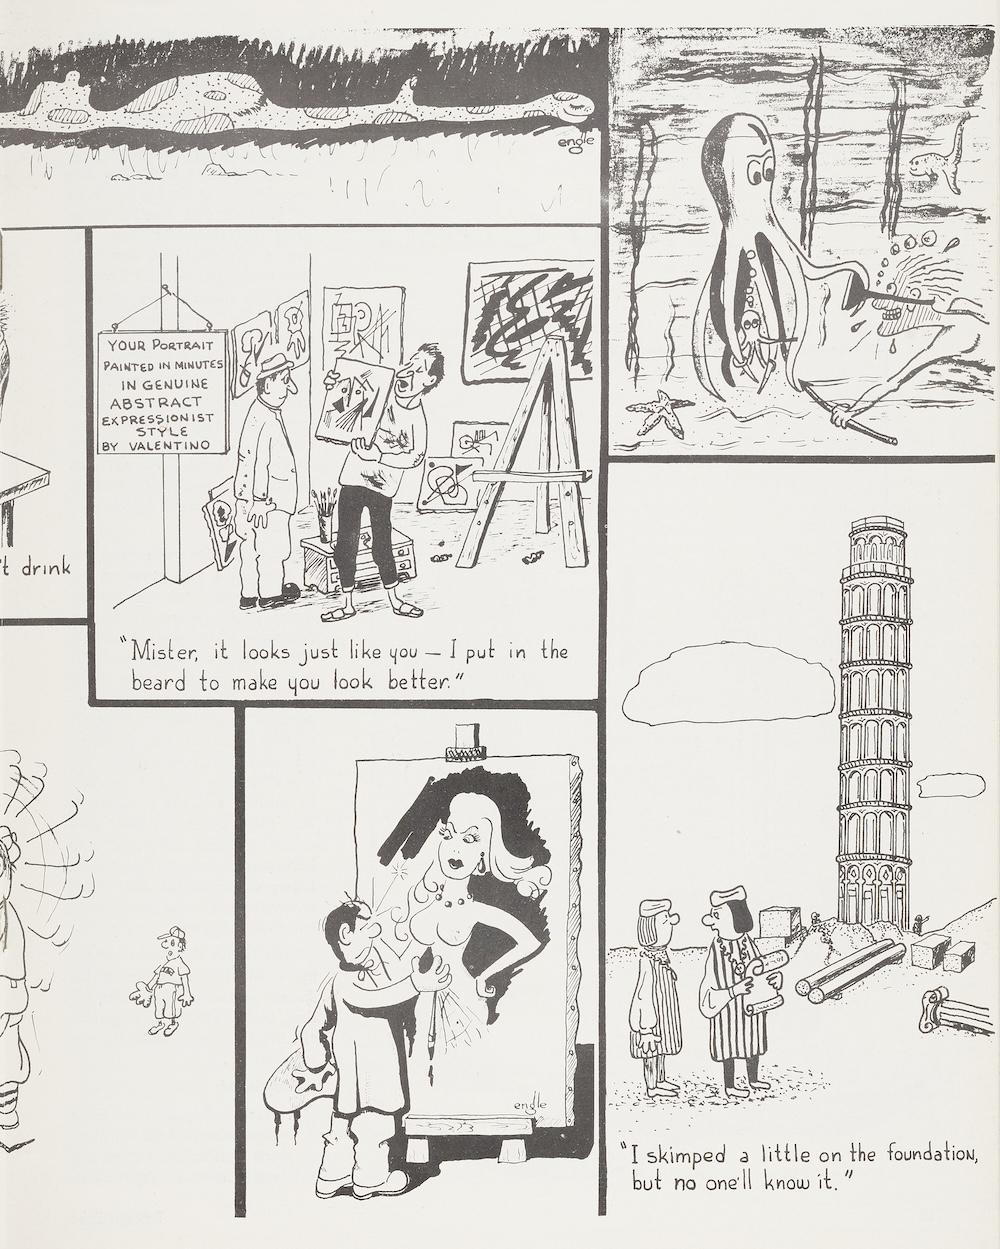 engle
YOUR PORTRAIT
PAINTED IN MINUTES
IN GENUINE
ABSTRACT
EXPRESSIONIST
STYLE
BY VALENTINO
't drink
"Mister, it looks just like you — I put in the
beard to make you look better."
engle
"I skimped a little on the foundation,
but no one'll know it."